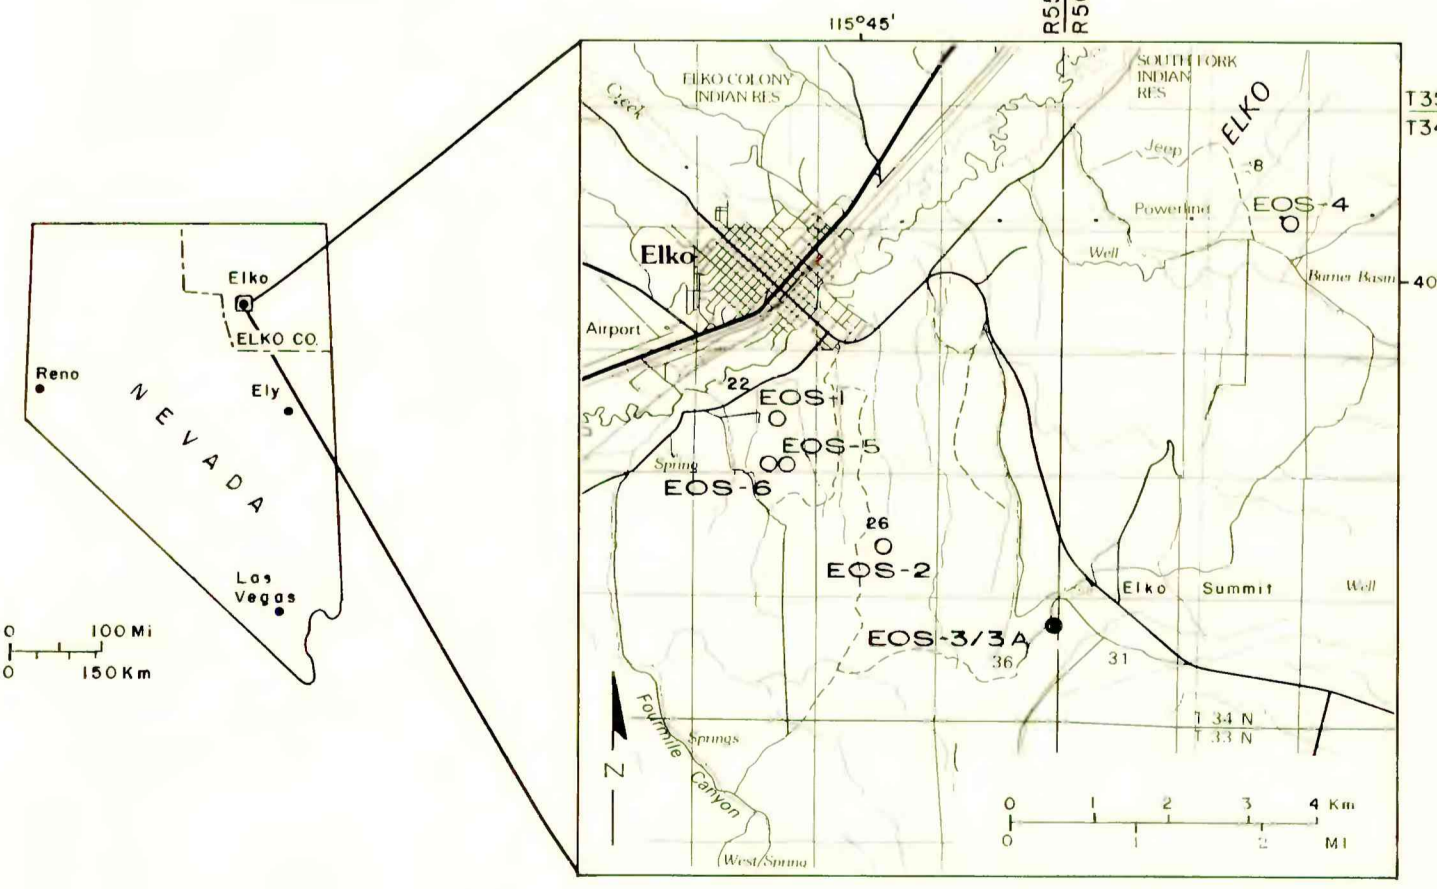 115°45'
R55
ELKO COLONY
INDIAN RES
SOUTH FORK
INDIAN
RES
ELKO
Creek
Jeep
8
EOS-4
Powerline
Well
Burner Basin
40
Elko
Airport
22
EOS-1
EOS-5
Spring
EOS-6
26
EOS-2
Elko Summit
Well
EOS-3/3A
36
31
T 34 N
T 33 N
Fourmile Canyon
Springs
West Spring
N
0 1 2 3 4 Km
0 1 2 MI
Elko
ELKO CO.
Reno
Ely
NEVADA
Las
Vegas
0 100 Mi
0 150 Km